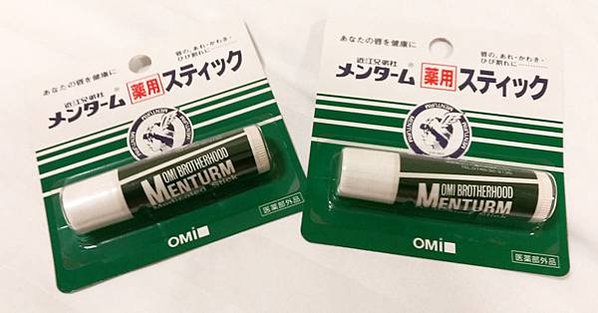 あなたの唇を健康に
唇の、あれ・かわき・
ひび割れに
近江兄弟社
メンターム® 薬用 スティック
OMI BROTHERHOOD
MENTURM
Medicated Stick
医薬部外品
OMI
あなたの唇を健康に
唇の、あれ・かわき・
ひび割れに
近江兄弟社
メンターム® 薬用 スティック
OMI BROTHERHOOD
MENTURM
Stick
医薬部外品
OMI